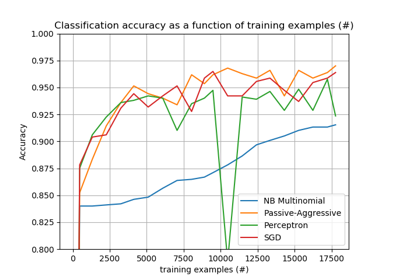 Classification accuracy as a function of training examples (#)
1.000
0.975
0.950
0.925
0.900
0.875
0.850
0.825
0.800
Accuracy
NB Multinomial
Passive-Aggressive
Perceptron
SGD
0 2500 5000 7500 10000 12500 15000 17500
training examples (#)